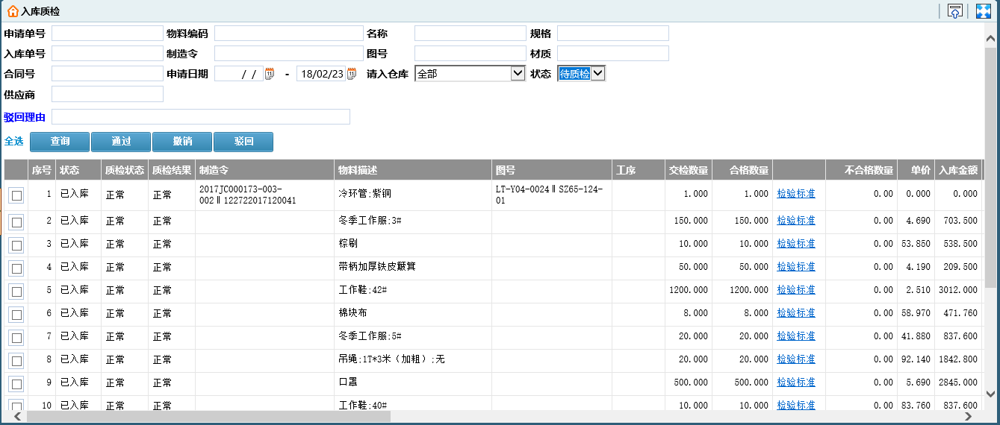 入库质检
申请单号 物料编码 名称 规格
入库单号 制造令 图号 材质
合同号 申请日期 / / 11 - 18/02/23 11 请入仓库 全部 状态 待质检
供应商
驳回理由
全选 查询 通过 撤销 驳回
序号 状态 质检状态 质检结果 制造令 物料描述 图号 工序 交检数量 合格数量 不合格数量 单价 入库金额
1 已入库 正常 正常 2017JC000173-003-002‖122722017120041 冷环管;紫铜 LT-Y04-0024‖SZ65-124-01 1.000 1.000 检验标准 0.00 0.000 0.000
2 已入库 正常 正常 冬季工作服;3# 150.000 150.000 检验标准 0.00 4.690 703.500
3 已入库 正常 正常 棕刷 10.000 10.000 检验标准 0.00 53.850 538.500
4 已入库 正常 正常 带柄加厚铁皮簸箕 50.000 50.000 检验标准 0.00 4.190 209.500
5 已入库 正常 正常 工作鞋;42# 1200.000 1200.000 检验标准 0.00 2.510 3012.000
6 已入库 正常 正常 棉块布 8.000 8.000 检验标准 0.00 58.970 471.760
7 已入库 正常 正常 冬季工作服;5# 20.000 20.000 检验标准 0.00 41.880 837.600
8 已入库 正常 正常 吊绳;1T*3米（加粗）;无 20.000 20.000 检验标准 0.00 92.140 1842.800
9 已入库 正常 正常 口罩 500.000 500.000 检验标准 0.00 5.690 2845.000
10 已入库 正常 正常 工作鞋;40# 10.000 10.000 检验标准 0.00 83.760 837.600